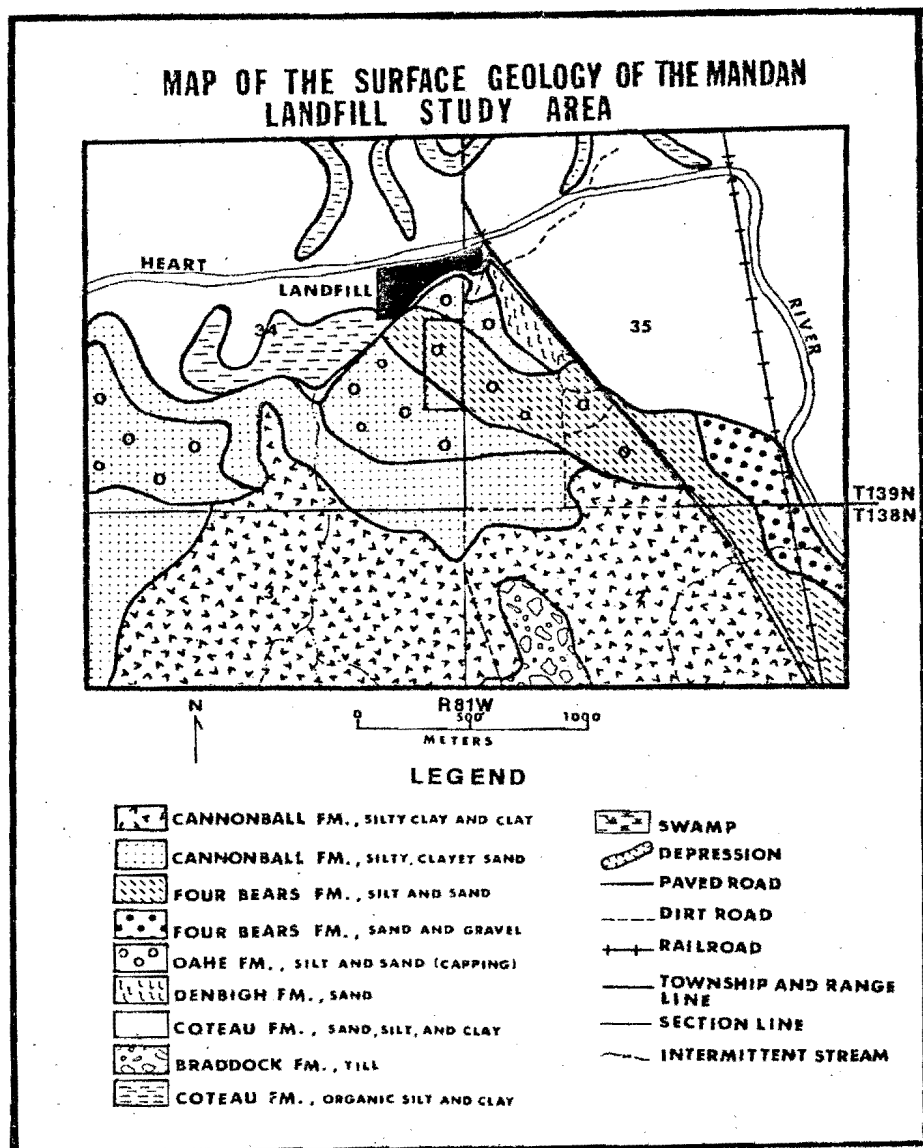 MAP OF THE SURFACE GEOLOGY OF THE MANDAN
LANDFILL STUDY AREA
HEART
LANDFILL
34
35
RIVER
T139N
T138N
3
R81W
N
0 500 1000
METERS
LEGEND
CANNONBALL FM., SILTY CLAY AND CLAY
CANNONBALL FM., SILTY, CLAYET SAND
FOUR BEARS FM., SILT AND SAND
FOUR BEARS FM., SAND AND GRAVEL
OAHE FM., SILT AND SAND (CAPPING)
DENBIGH FM., SAND
COTEAU FM., SAND, SILT, AND CLAY
BRADDOCK FM., TILL
COTEAU FM., ORGANIC SILT AND CLAY
SWAMP
DEPRESSION
PAVED ROAD
DIRT ROAD
RAILROAD
TOWNSHIP AND RANGE
LINE
SECTION LINE
INTERMITTENT STREAM